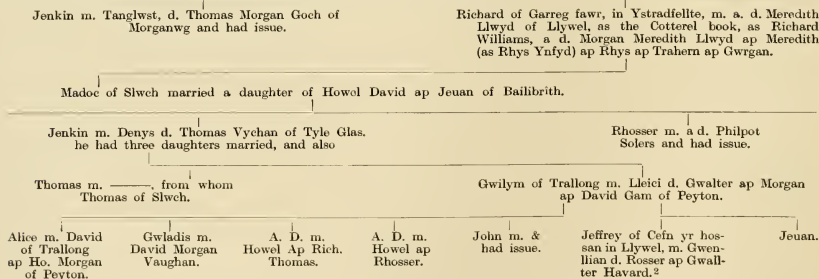 Jenkin m. Tanglwst, d. Thomas Morgan Goch of
Morganwg and had issue.
Richard of Garreg fawr, in Ystradfellte, m. a. d. Meredith
Llwyd of Llywel, as the Cotterel book, as Richard
Williams, a d. Morgan Meredith Llwyd ap Meredith
(as Rhys Ynfyd) ap Rhys ap Trahern ap Gwrgan.
Madoc of Slwch married a daughter of Howol David ap Jeuan of Bailibrith.
Jenkin m. Denys d. Thomas Vychan of Tyle Glas.
he had three daughters married, and also
Rhosser m. a d. Philpot
Solers and had issue.
Thomas m. ———, from whom
Thomas of Slwch.
Gwilym of Trallong m. Lleici d. Gwalter ap Morgan
ap David Gam of Peyton.
Alice m. David
of Trallong
ap Ho. Morgan
of Peyton.
Gwladis m.
David Morgan
Vaughan.
A. D. m.
Howel Ap Rich.
Thomas.
A. D. m.
Howel ap
Rhosser.
John m. &
had issue.
Jeffrey of Cefn yr hos-
san in Llywel, m. Gwen-
llian d. Rosser ap Gwall-
ter Havard.²
Jeuan.